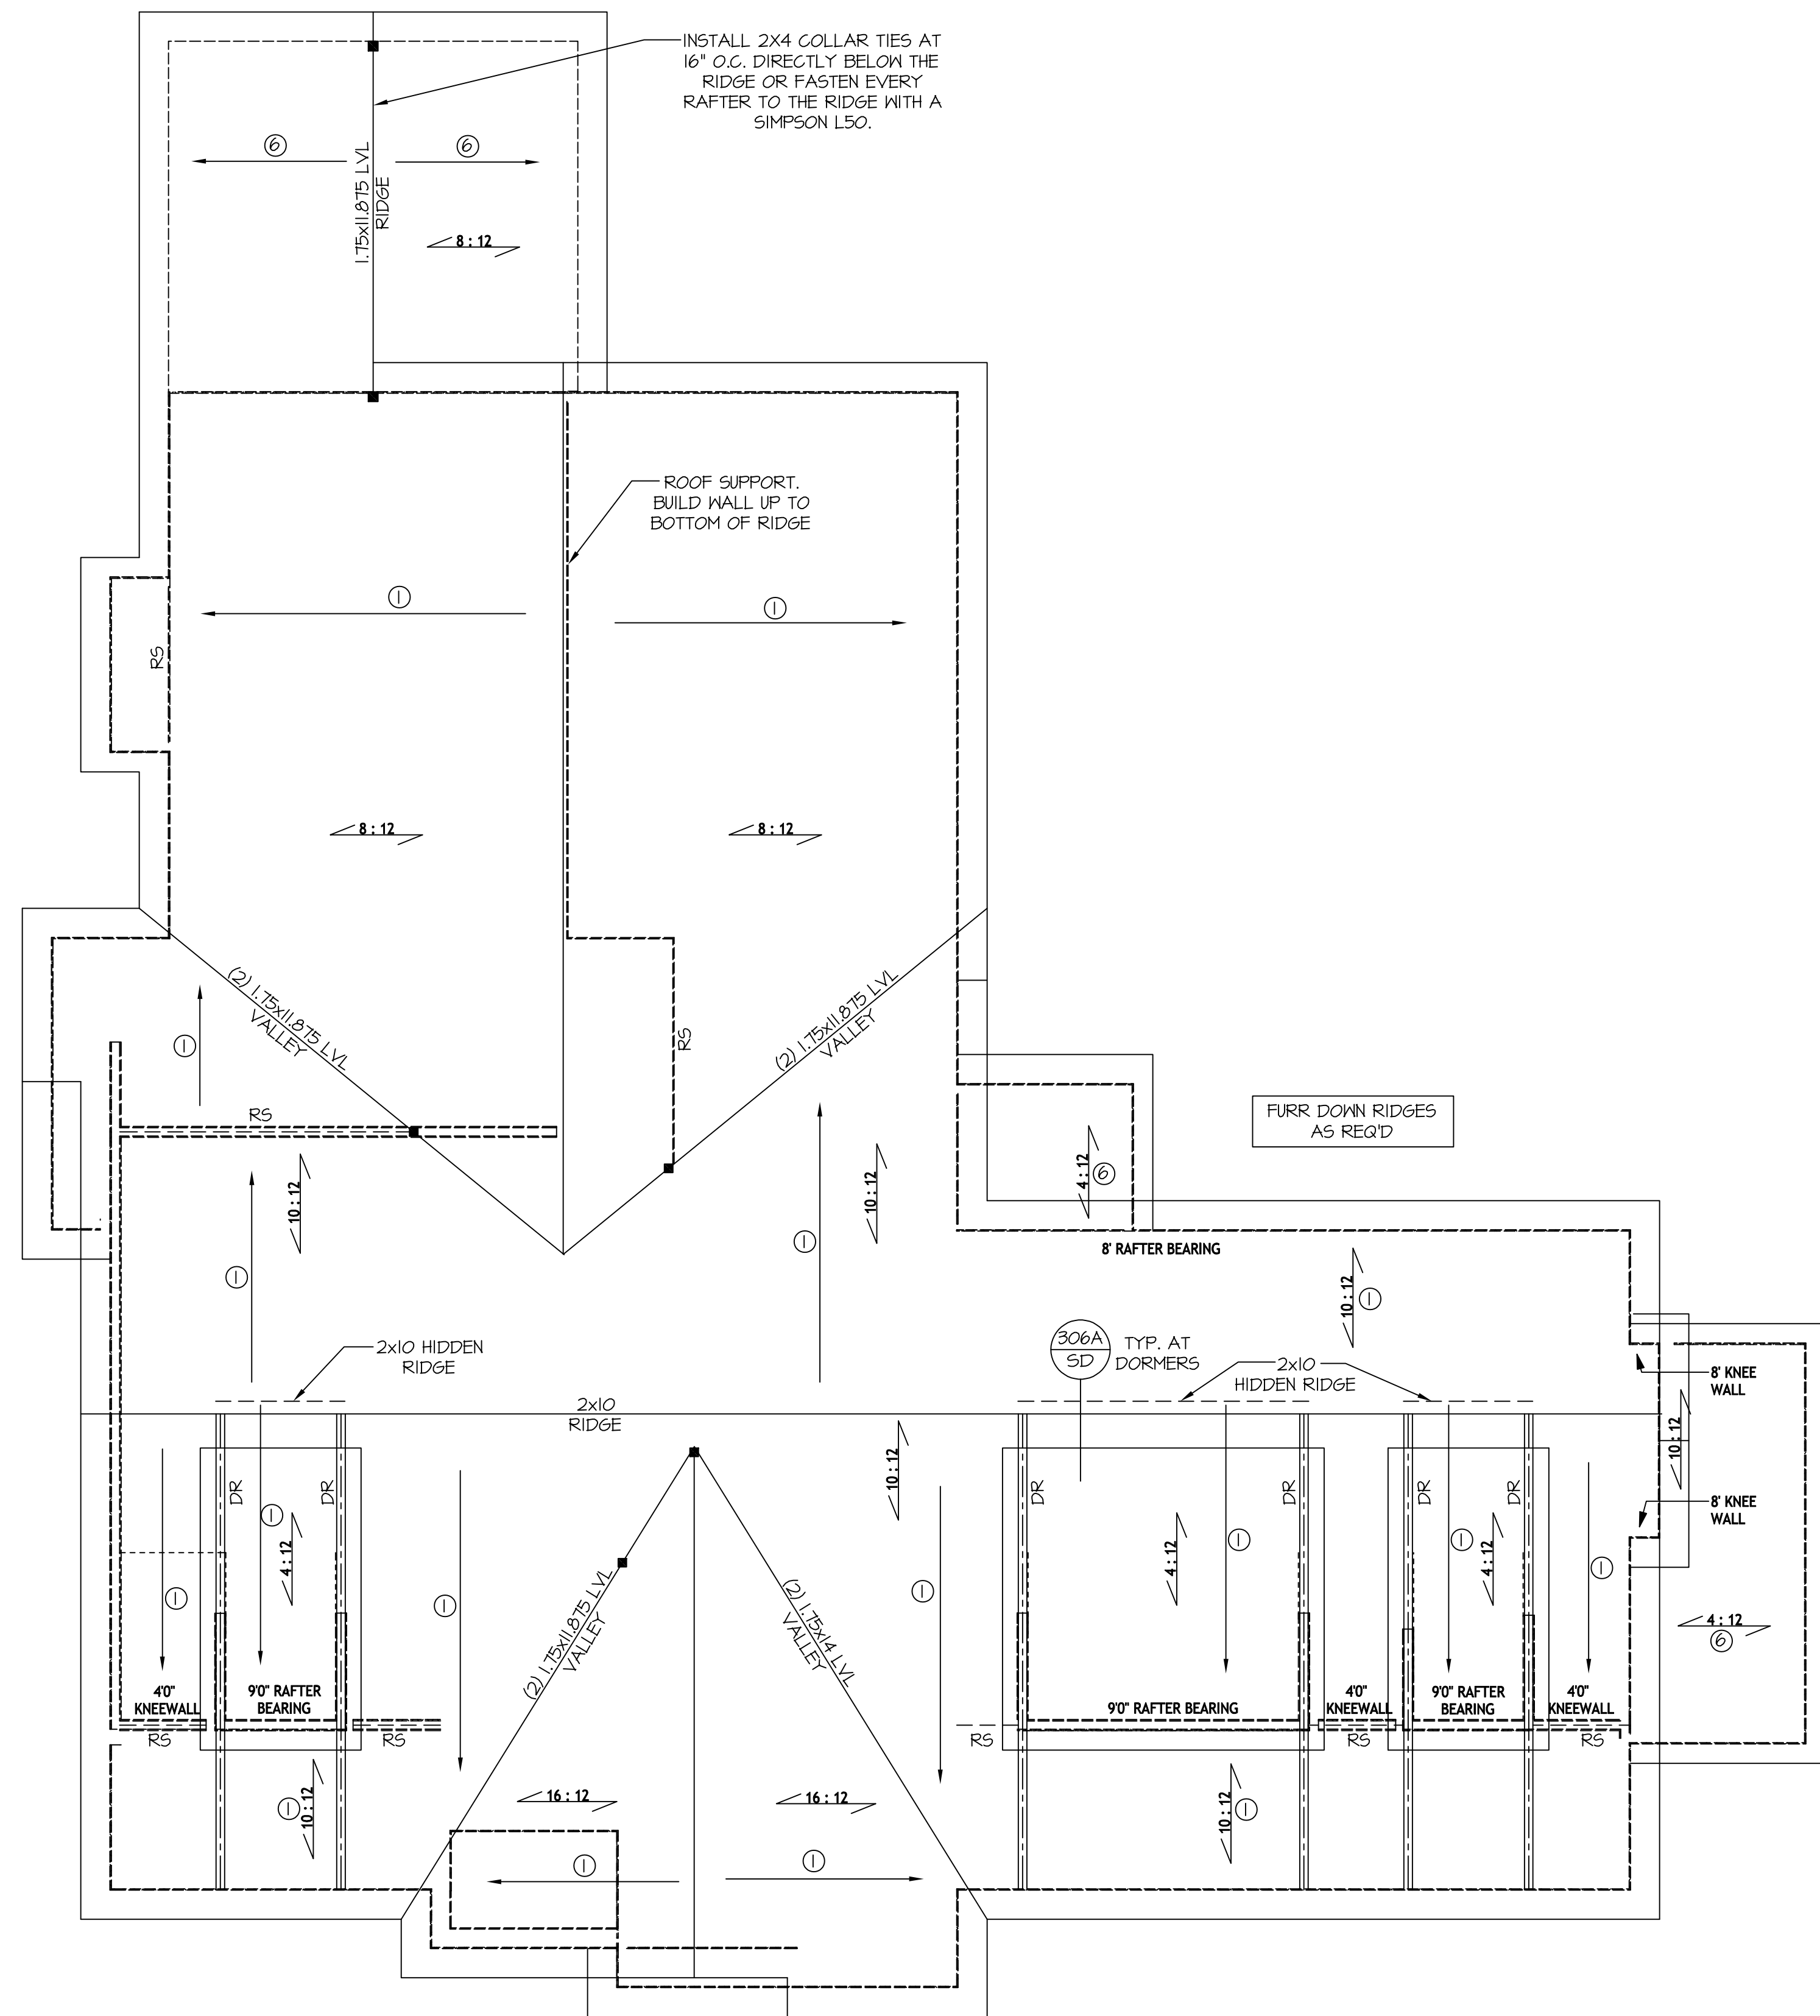 INSTALL 2X4 COLLAR TIES AT
16" O.C. DIRECTLY BELOW THE
RIDGE OR FASTEN EVERY
RAFTER TO THE RIDGE WITH A
SIMPSON L50.
6
6
1.75x11.875 LVL
RIDGE
8 : 12
ROOF SUPPORT.
BUILD WALL UP TO
BOTTOM OF RIDGE
1
1
RS
8 : 12
8 : 12
(2) 1.75x11.875 LVL
VALLEY
(2) 1.75x11.875 LVL
VALLEY
1
RS
RS
FURR DOWN RIDGES
AS REQ'D
4 : 12
6
10 : 12
10 : 12
1
1
8' RAFTER BEARING
10 : 12
1
306A
SD
TYP. AT
DORMERS
2x10 HIDDEN
RIDGE
2x10
HIDDEN RIDGE
8' KNEE
WALL
10 : 12
2x10
RIDGE
10 : 12
DR
DR
DR
DR
DR
DR
8' KNEE
WALL
1
4 : 12
4 : 12
1
1
4 : 12
1
1
1
1
(2) 1.75x11.875 LVL
VALLEY
(2) 1.75x14 LVL
VALLEY
4 : 12
6
4'0"
KNEEWALL
9'0" RAFTER
BEARING
9'0" RAFTER BEARING
4'0"
KNEEWALL
9'0" RAFTER
BEARING
4'0"
KNEEWALL
RS
RS
RS
RS
RS
1
10 : 12
16 : 12
16 : 12
10 : 12
1
1
1